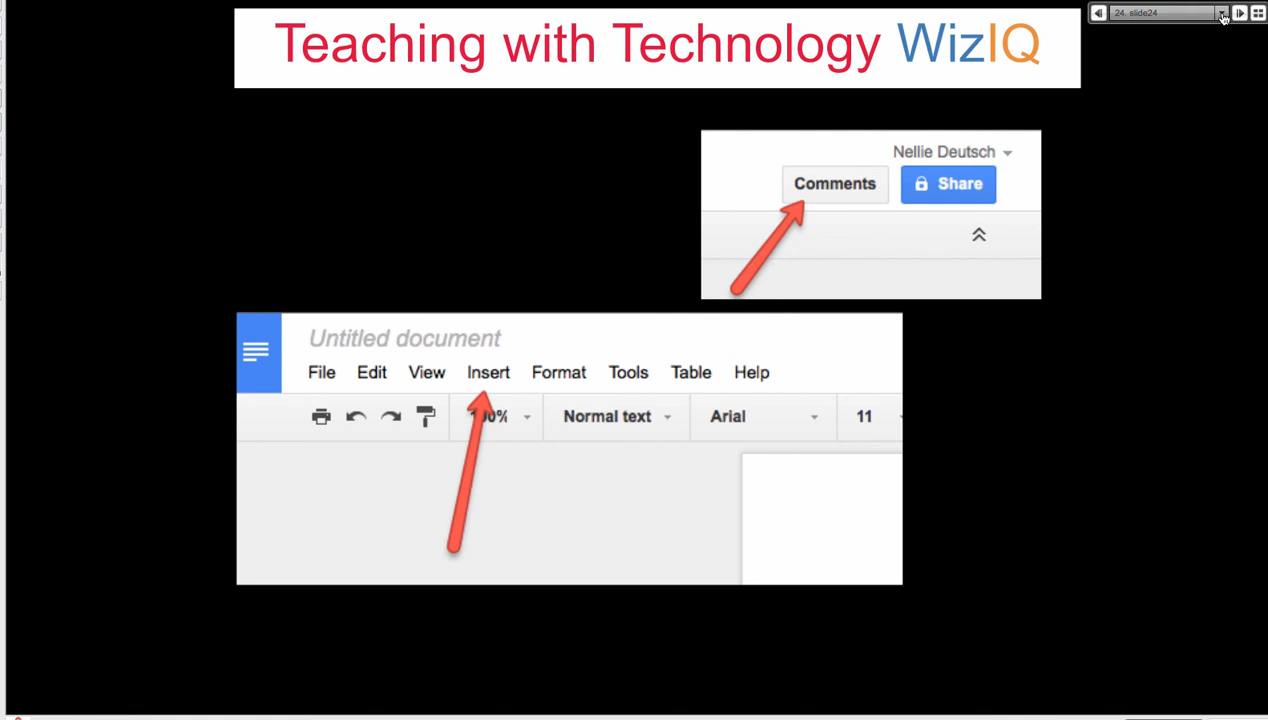 24. slide24
Teaching with Technology WizIQ
Nellie Deutsch
Comments
Share
Untitled document
File Edit View Insert Format Tools Table Help
100% Normal text Arial 11